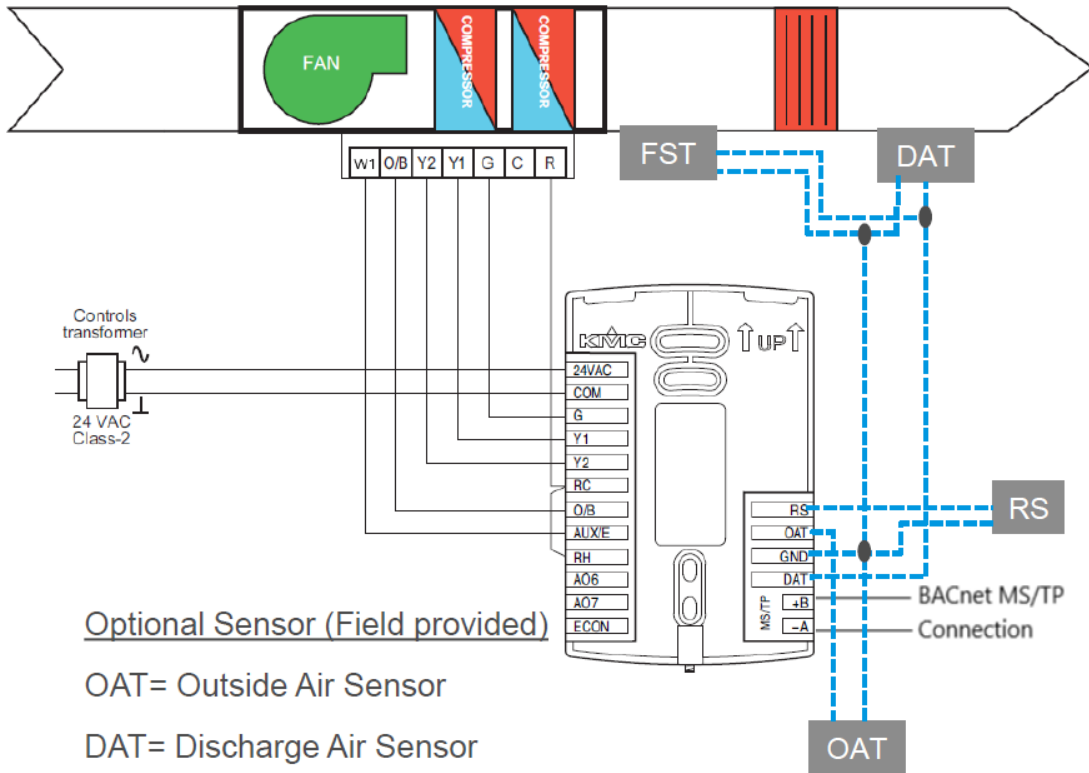 FAN
COMPRESSOR
COMPRESSOR
W1 O/B Y2 Y1 G C R
FST
DAT
Controls
transformer
24 VAC
Class-2
KMC
UP
24VAC
COM
G
Y1
Y2
RC
O/B
AUX/E
RH
AO6
AO7
ECON
RS
OAT
GND
DAT
MS/TP
+B
–A
RS
BACnet MS/TP
Connection
OAT
Optional Sensor (Field provided)
OAT= Outside Air Sensor
DAT= Discharge Air Sensor